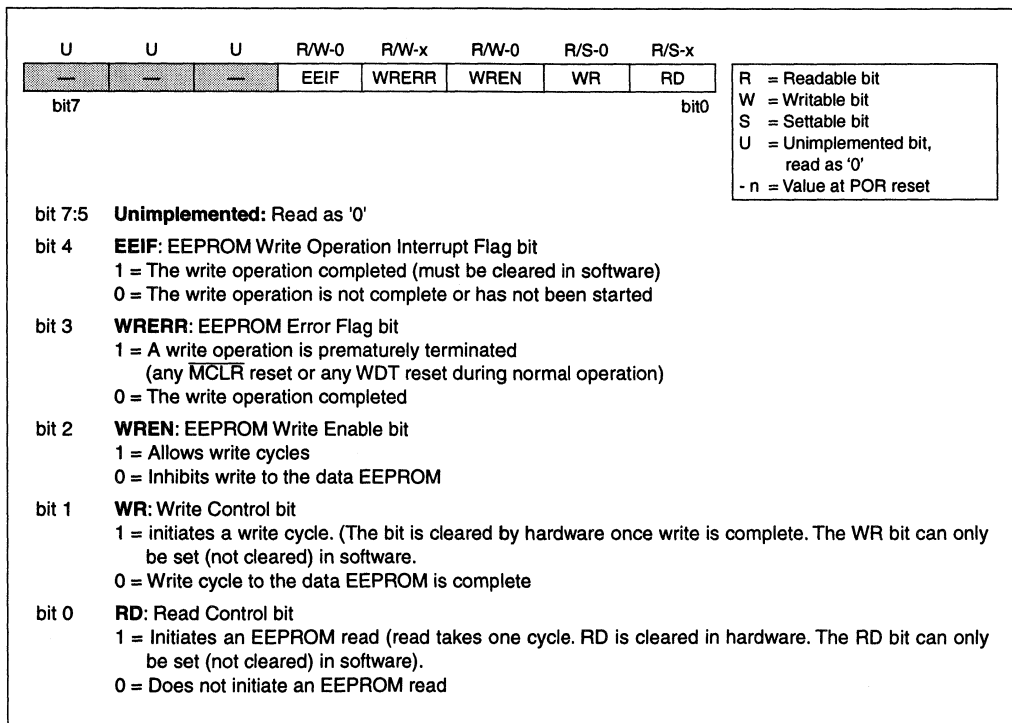 U U U R/W-0 R/W-x R/W-0 R/S-0 R/S-x
— — — EEIF WRERR WREN WR RD
bit7 bit0
R = Readable bit
W = Writable bit
S = Settable bit
U = Unimplemented bit,
read as '0'
- n = Value at POR reset
bit 7:5 Unimplemented: Read as '0'
bit 4 EEIF: EEPROM Write Operation Interrupt Flag bit
1 = The write operation completed (must be cleared in software)
0 = The write operation is not complete or has not been started
bit 3 WRERR: EEPROM Error Flag bit
1 = A write operation is prematurely terminated
(any MCLR reset or any WDT reset during normal operation)
0 = The write operation completed
bit 2 WREN: EEPROM Write Enable bit
1 = Allows write cycles
0 = Inhibits write to the data EEPROM
bit 1 WR: Write Control bit
1 = initiates a write cycle. (The bit is cleared by hardware once write is complete. The WR bit can only
be set (not cleared) in software.
0 = Write cycle to the data EEPROM is complete
bit 0 RD: Read Control bit
1 = Initiates an EEPROM read (read takes one cycle. RD is cleared in hardware. The RD bit can only
be set (not cleared) in software).
0 = Does not initiate an EEPROM read